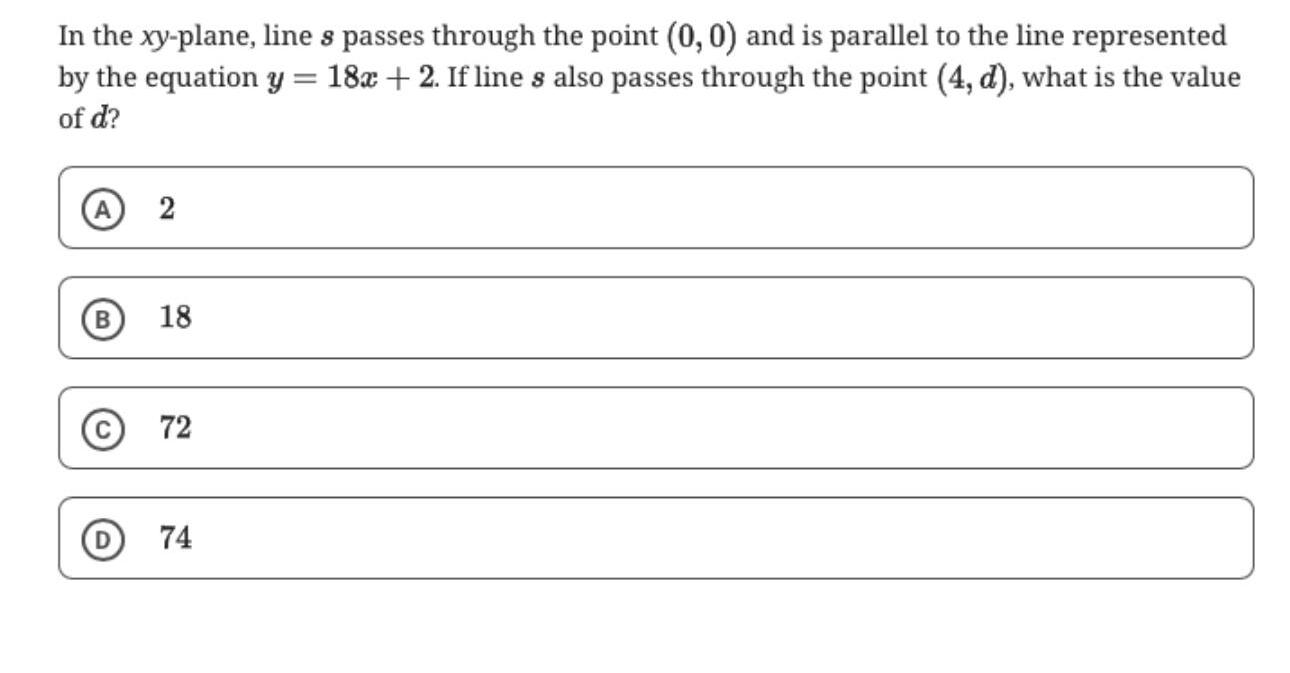 In the xy-plane, line s passes through the point (0, 0) and is parallel to the line represented
by the equation y = 18x + 2. If line s also passes through the point (4, d), what is the value
of d?
A 2
B 18
C 72
D 74